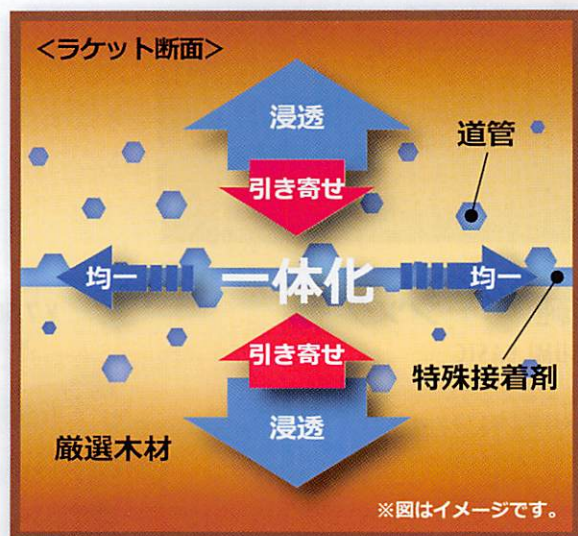 <ラケット断面>
浸透
道管
引き寄せ
均一
一体化
均一
引き寄せ
特殊接着剤
浸透
厳選木材
※図はイメージです。